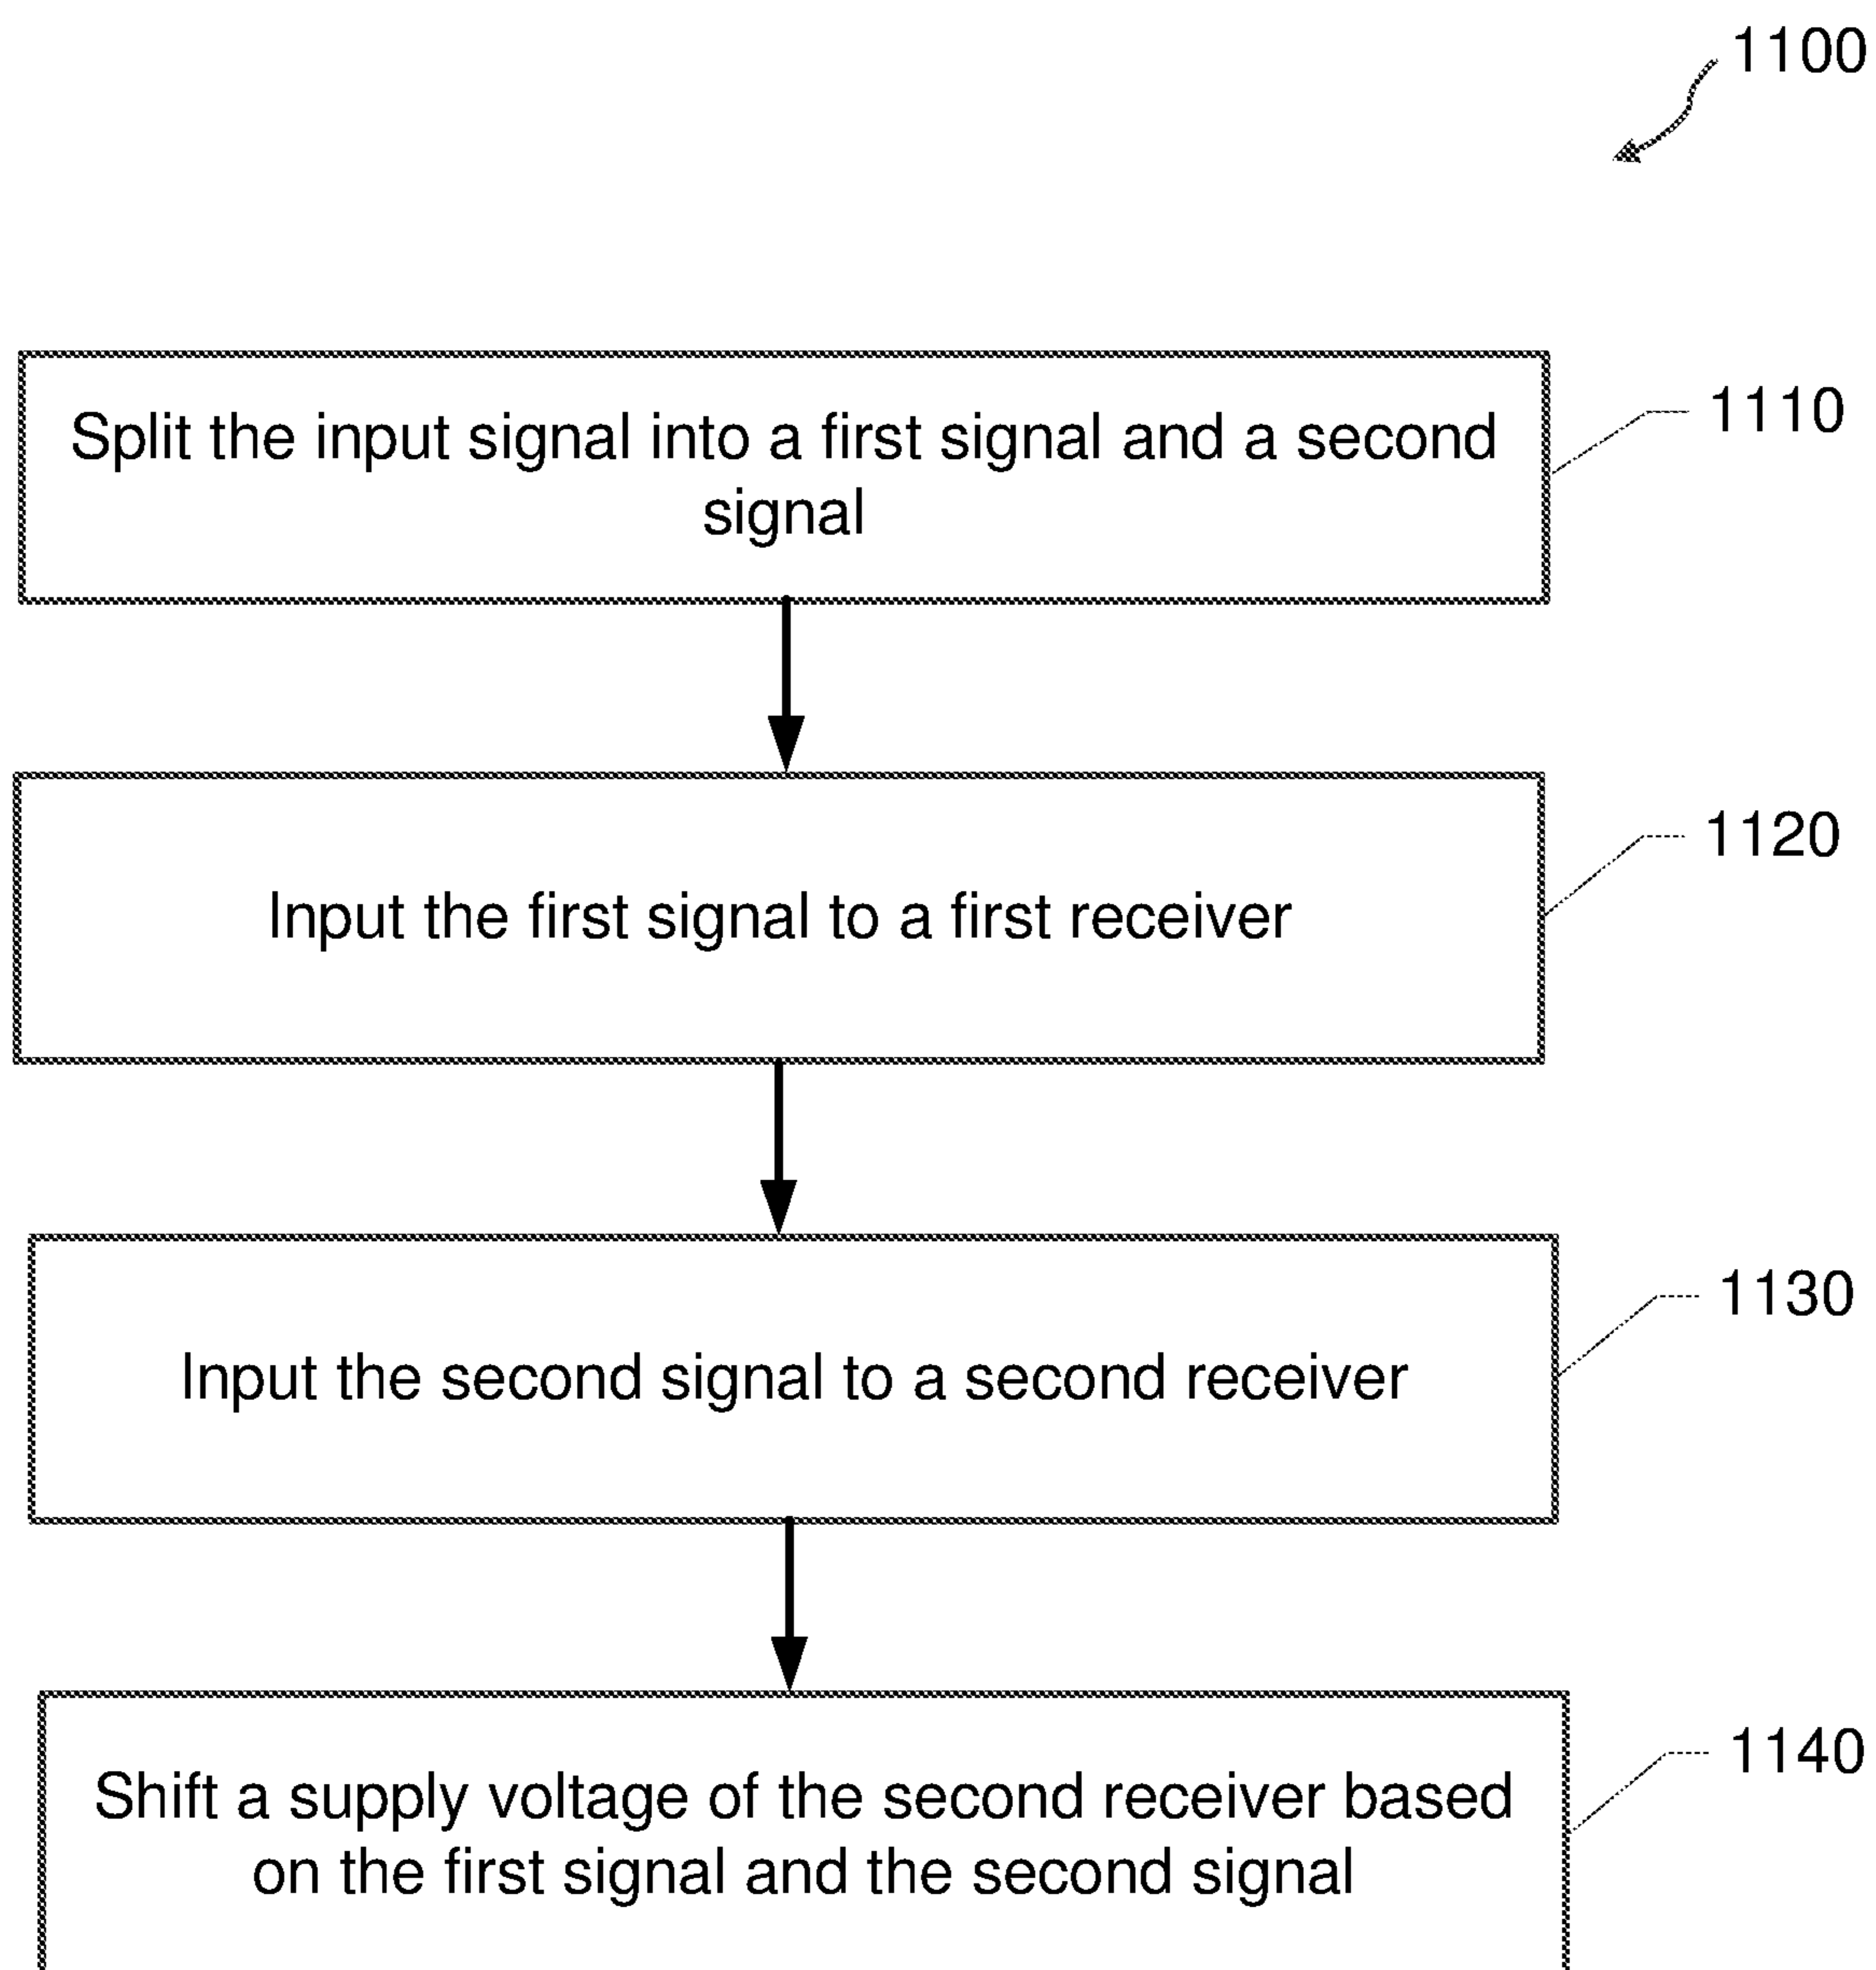 1100
Split the input signal into a first signal and a second
signal
1110
Input the first signal to a first receiver
1120
Input the second signal to a second receiver
1130
Shift a supply voltage of the second receiver based
on the first signal and the second signal
1140